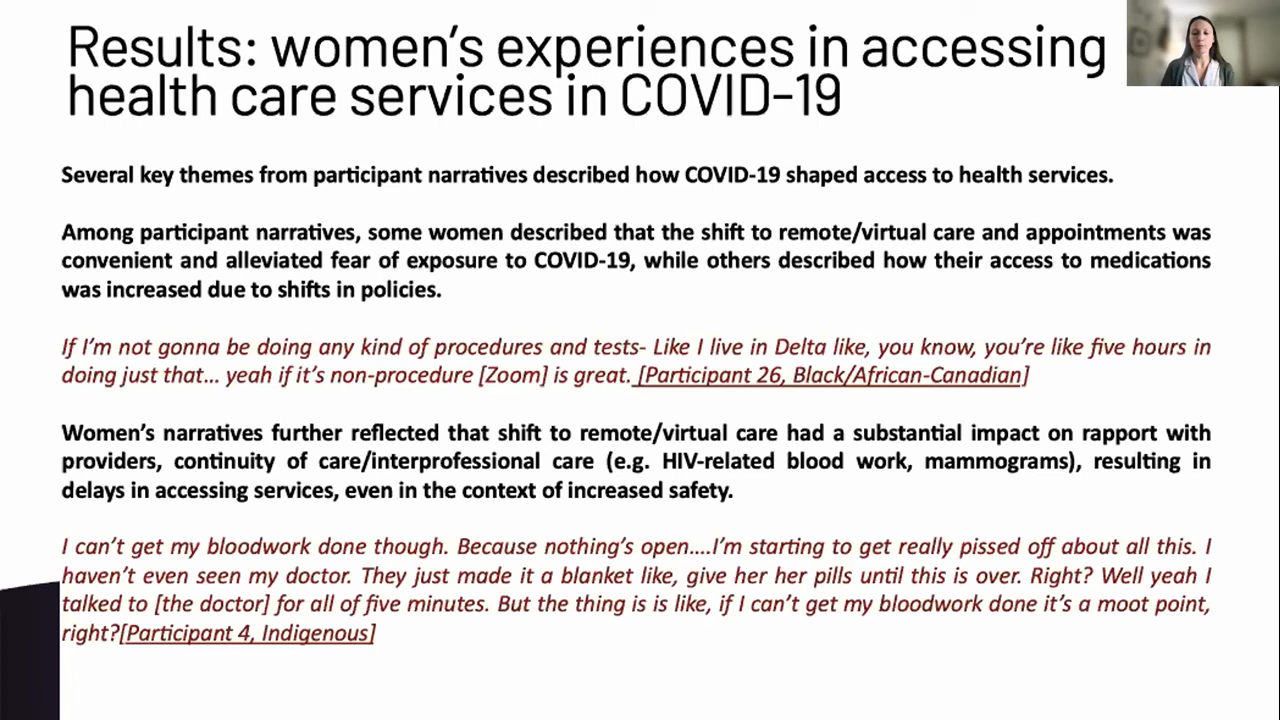 Results: women's experiences in accessing
health care services in COVID-19
Several key themes from participant narratives described how COVID-19 shaped access to health services.
Among participant narratives, some women described that the shift to remote/virtual care and appointments was
convenient and alleviated fear of exposure to COVID-19, while others described how their access to medications
was increased due to shifts in policies.
If I'm not gonna be doing any kind of procedures and tests- Like I live in Delta like, you know, you're like five hours in
doing just that… yeah if it's non-procedure [Zoom] is great. [Participant 26, Black/African-Canadian]
Women's narratives further reflected that shift to remote/virtual care had a substantial impact on rapport with
providers, continuity of care/interprofessional care (e.g. HIV-related blood work, mammograms), resulting in
delays in accessing services, even in the context of increased safety.
I can't get my bloodwork done though. Because nothing's open….I'm starting to get really pissed off about all this. I
haven't even seen my doctor. They just made it a blanket like, give her her pills until this is over. Right? Well yeah I
talked to [the doctor] for all of five minutes. But the thing is is like, if I can't get my bloodwork done it's a moot point,
right?[Participant 4, Indigenous]